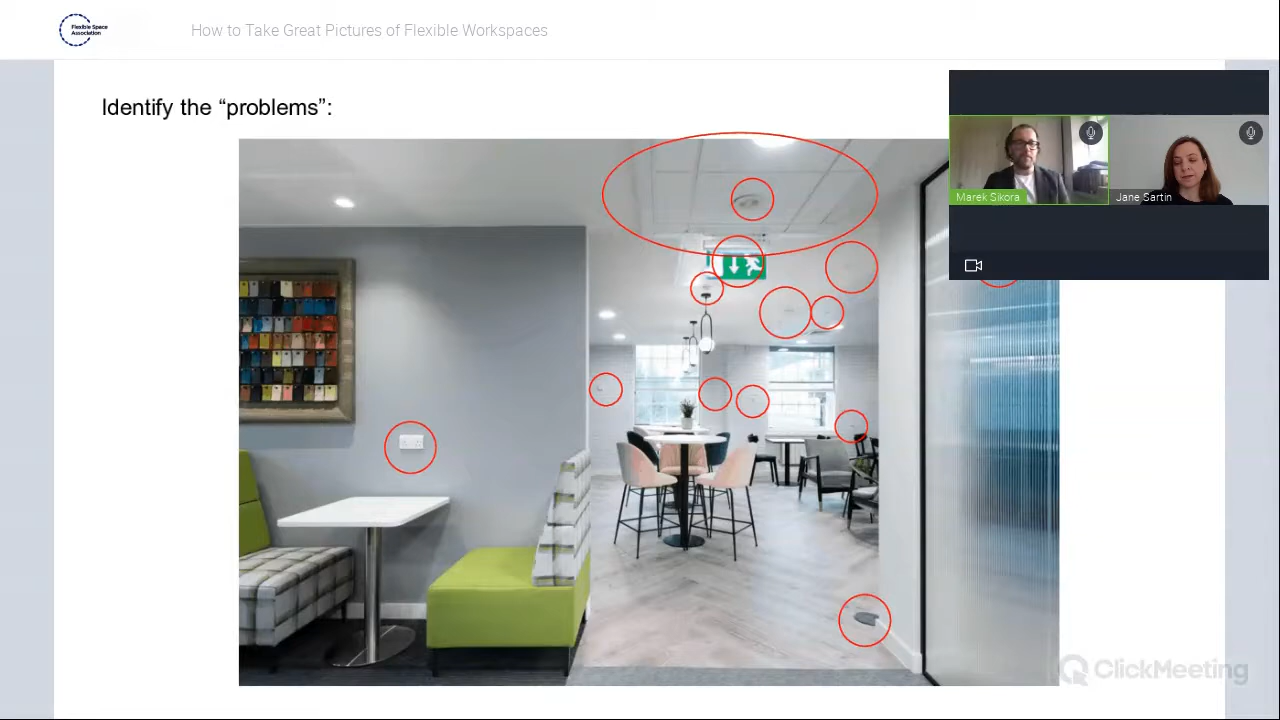 Flexible Space
Association
How to Take Great Pictures of Flexible Workspaces
Identify the “problems”:
Marek Sikora
Jane Sartin
ClickMeeting